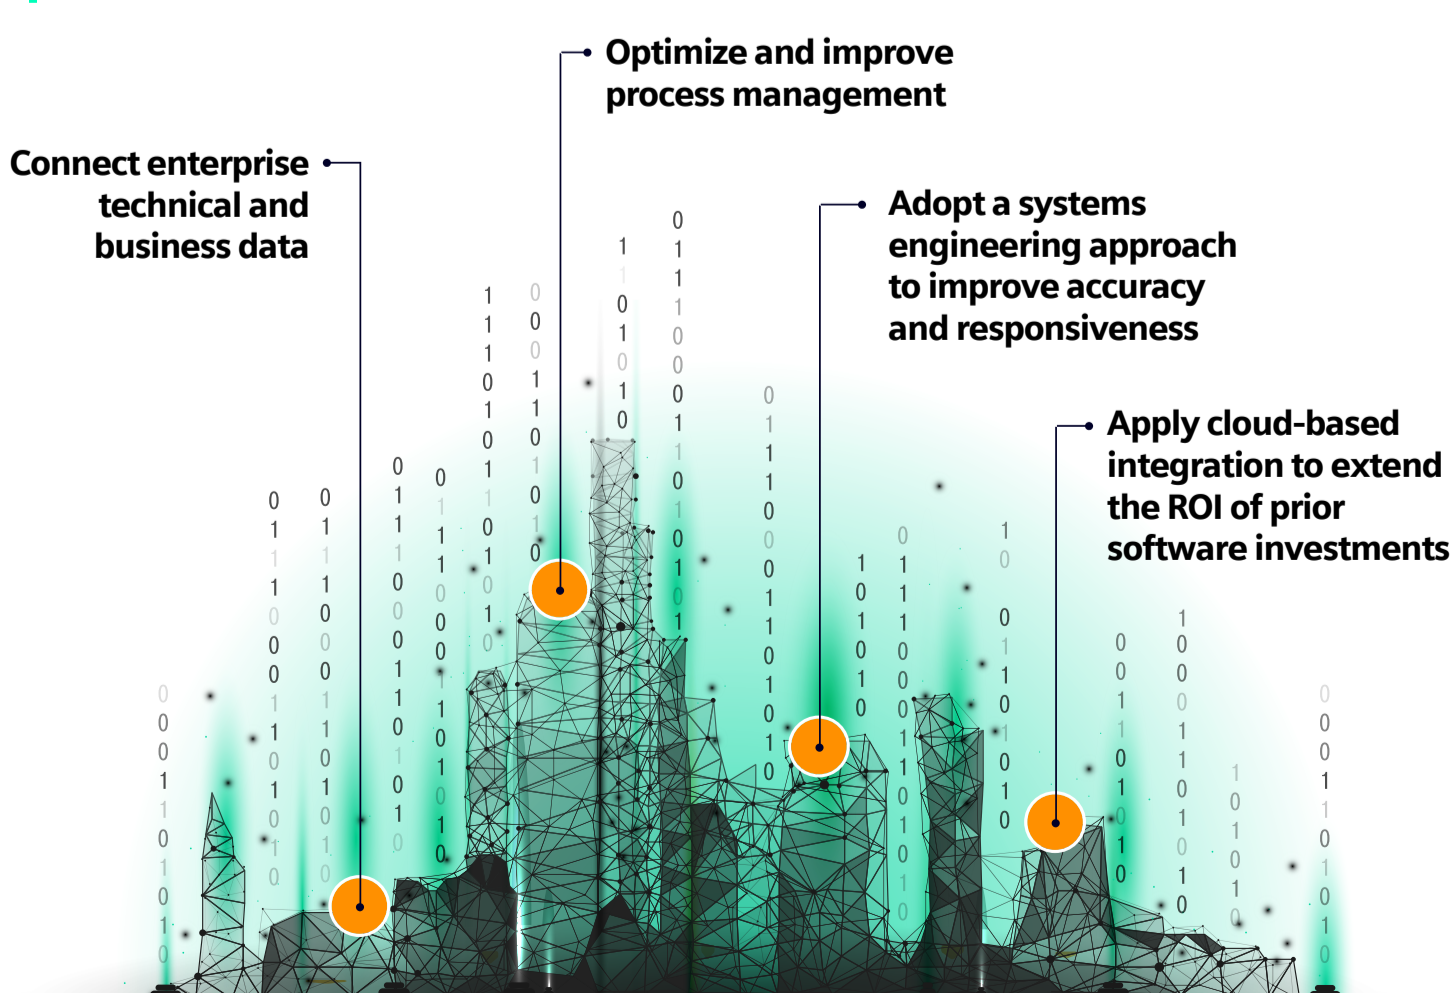 Optimize and improve
process management
Connect enterprise
technical and
business data
Adopt a systems
engineering approach
to improve accuracy
and responsiveness
Apply cloud-based
integration to extend
the ROI of prior
software investments